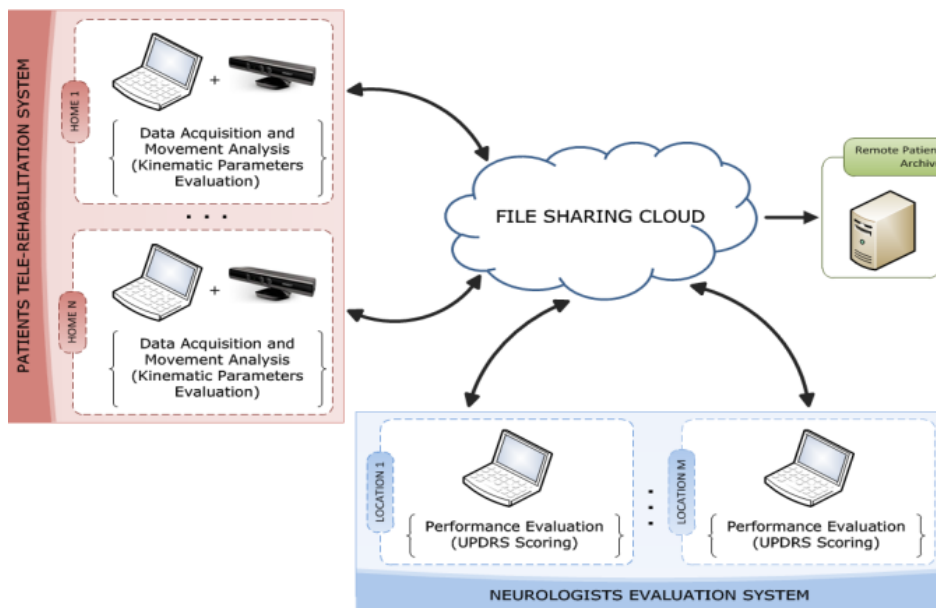 PATIENTS TELE-REHABILITATION SYSTEM
HOME 1
+
Data Acquisition and
Movement Analysis
(Kinematic Parameters
Evaluation)
. . .
HOME N
+
Data Acquisition and
Movement Analysis
(Kinematic Parameters
Evaluation)
FILE SHARING CLOUD
Remote Patie
Archiv
LOCATION 1
Performance Evaluation
(UPDRS Scoring)
. . .
LOCATION M
Performance Evaluation
(UPDRS Scoring)
NEUROLOGISTS EVALUATION SYSTEM